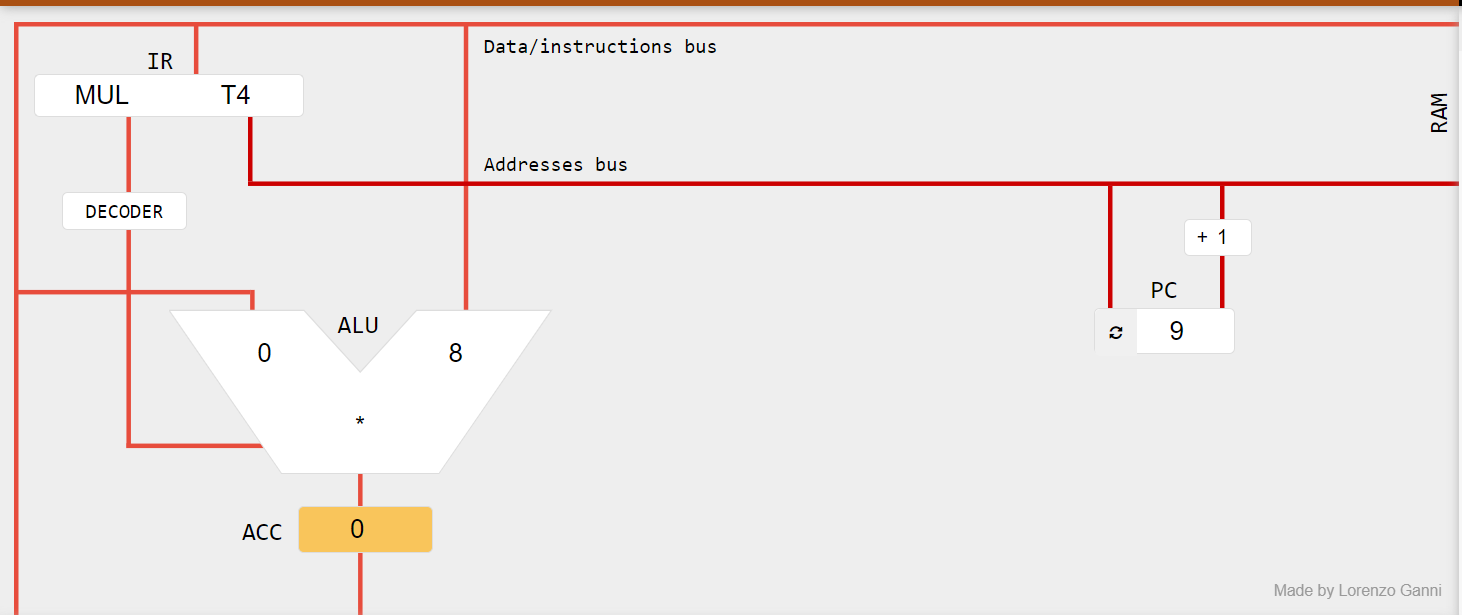 Data/instructions bus
IR
MUL T4
RAM
Addresses bus
DECODER
+ 1
PC
9
ALU
0 8
*
ACC 0
Made by Lorenzo Ganni